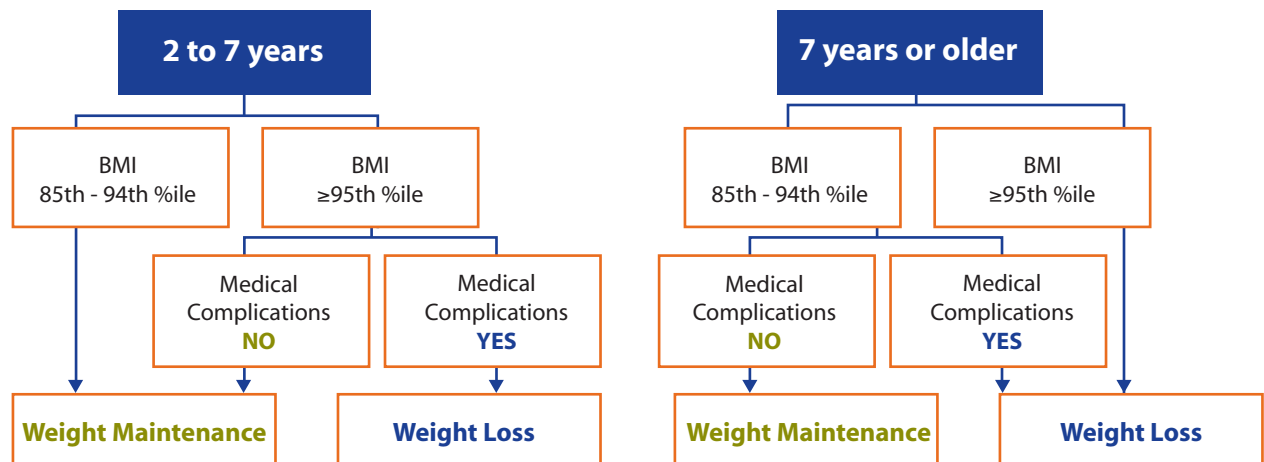 2 to 7 years
BMI
85th - 94th %ile
BMI
≥95th %ile
Medical
Complications
NO
Medical
Complications
YES
Weight Maintenance
Weight Loss
7 years or older
BMI
85th - 94th %ile
BMI
≥95th %ile
Medical
Complications
NO
Medical
Complications
YES
Weight Maintenance
Weight Loss